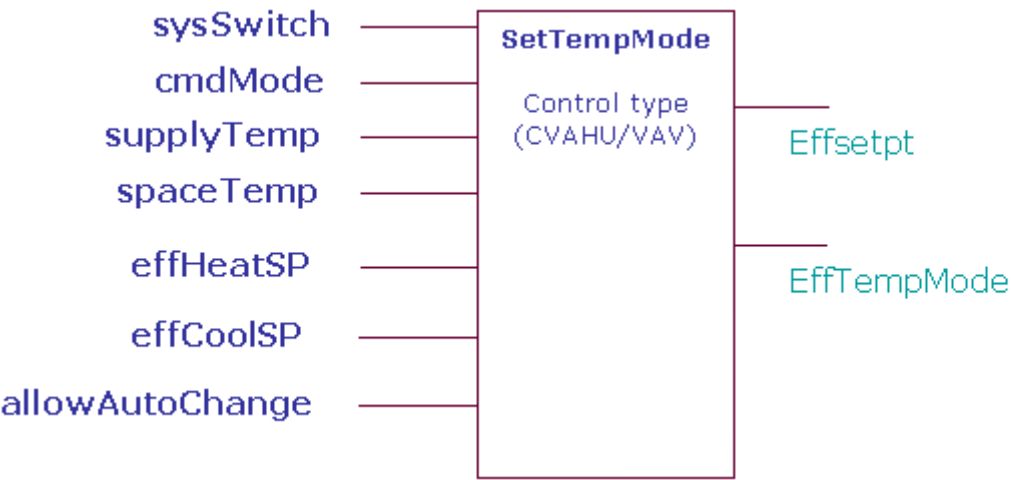 sysSwitch
cmdMode
supplyTemp
spaceTemp
effHeatSP
effCoolSP
allowAutoChange
SetTempMode
Control type
(CVAHU/VAV)
Effsetpt
EffTempMode